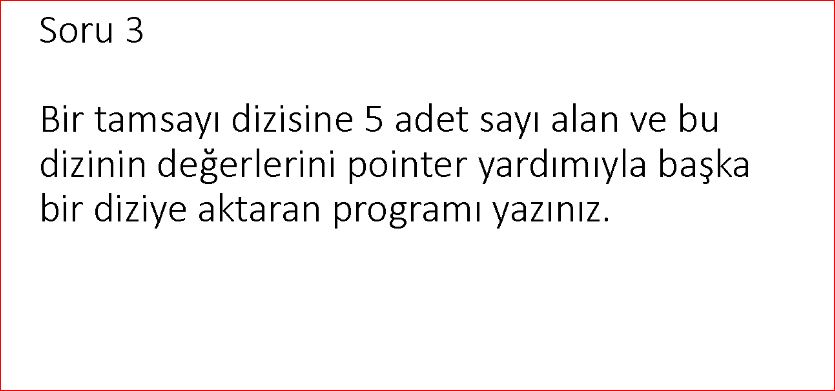 Soru 3
Bir tamsayı dizisine 5 adet sayı alan ve bu
dizinin değerlerini pointer yardımıyla başka
bir diziye aktaran programı yazınız.